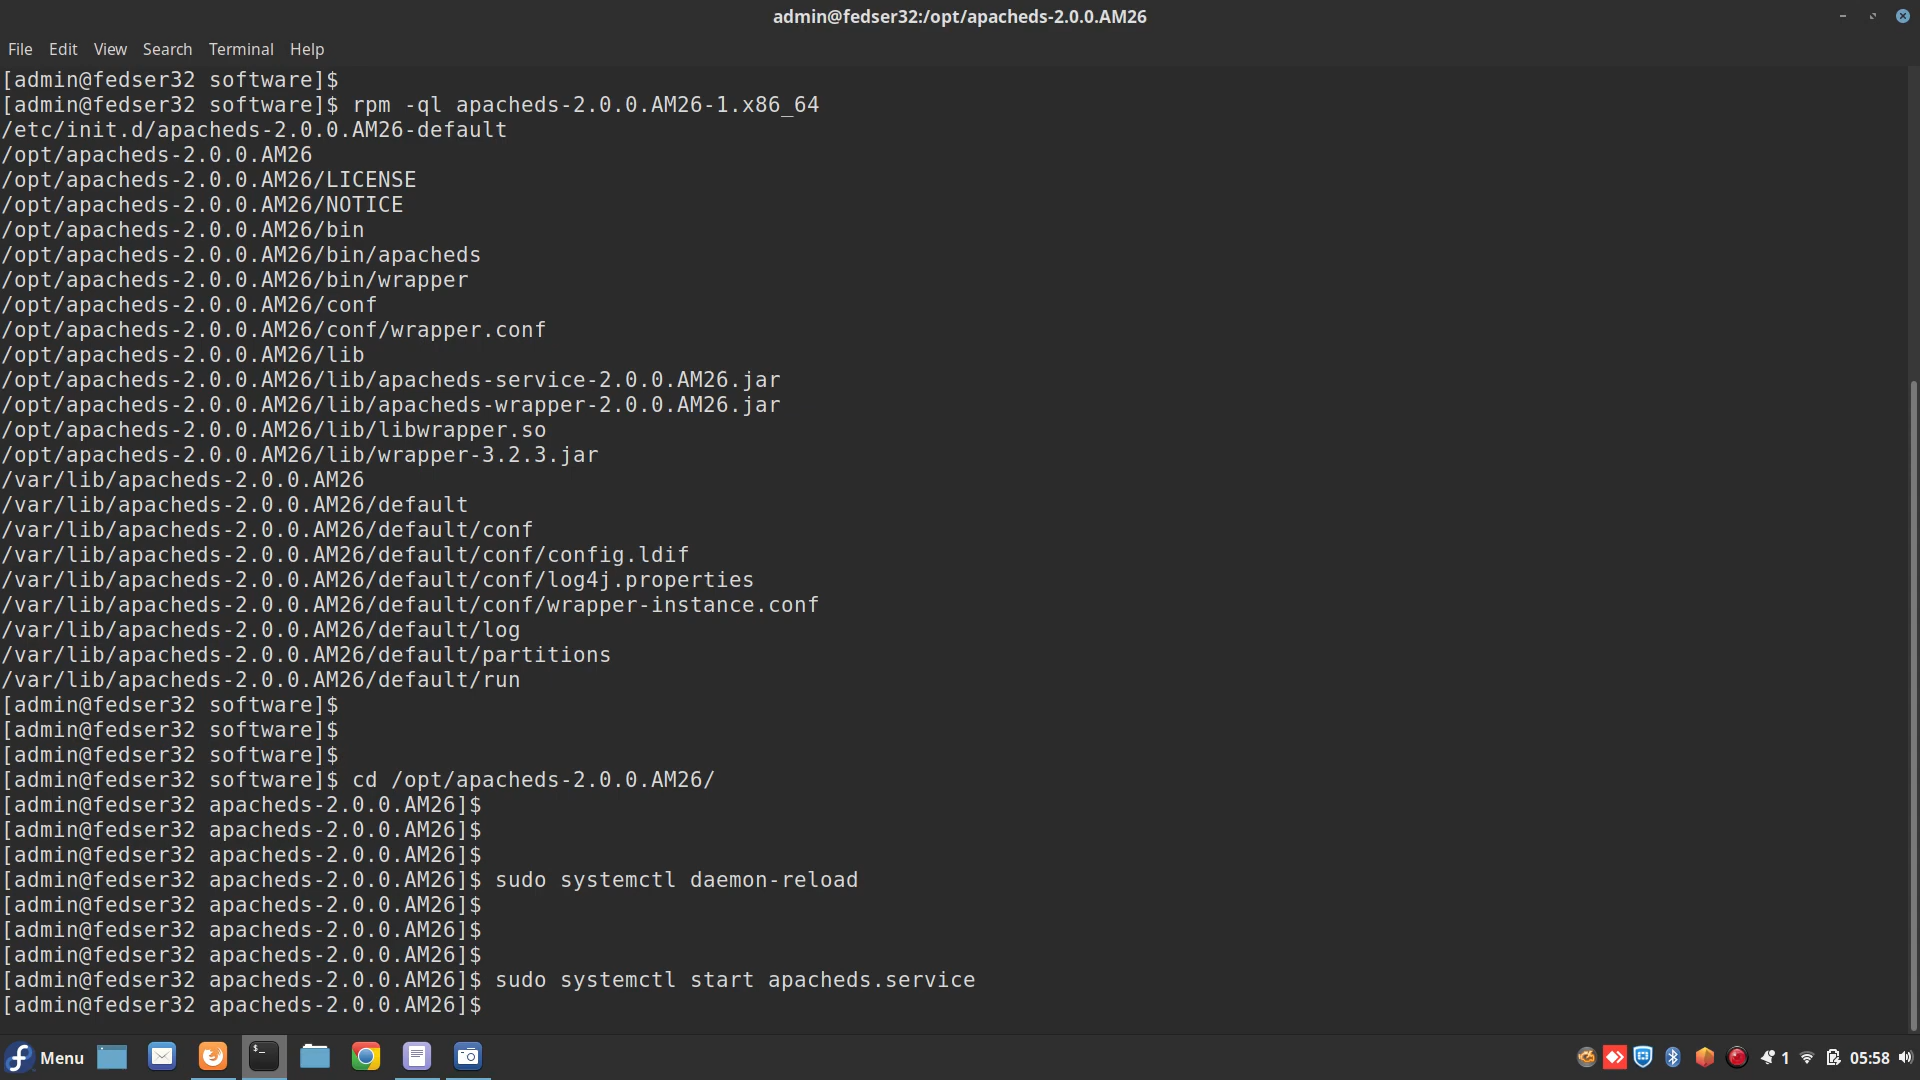 admin@fedser32:/opt/apacheds-2.0.0.AM26
File Edit View Search Terminal Help
[admin@fedser32 software]$
[admin@fedser32 software]$ rpm -ql apacheds-2.0.0.AM26-1.x86_64
/etc/init.d/apacheds-2.0.0.AM26-default
/opt/apacheds-2.0.0.AM26
/opt/apacheds-2.0.0.AM26/LICENSE
/opt/apacheds-2.0.0.AM26/NOTICE
/opt/apacheds-2.0.0.AM26/bin
/opt/apacheds-2.0.0.AM26/bin/apacheds
/opt/apacheds-2.0.0.AM26/bin/wrapper
/opt/apacheds-2.0.0.AM26/conf
/opt/apacheds-2.0.0.AM26/conf/wrapper.conf
/opt/apacheds-2.0.0.AM26/lib
/opt/apacheds-2.0.0.AM26/lib/apacheds-service-2.0.0.AM26.jar
/opt/apacheds-2.0.0.AM26/lib/apacheds-wrapper-2.0.0.AM26.jar
/opt/apacheds-2.0.0.AM26/lib/libwrapper.so
/opt/apacheds-2.0.0.AM26/lib/wrapper-3.2.3.jar
/var/lib/apacheds-2.0.0.AM26
/var/lib/apacheds-2.0.0.AM26/default
/var/lib/apacheds-2.0.0.AM26/default/conf
/var/lib/apacheds-2.0.0.AM26/default/conf/config.ldif
/var/lib/apacheds-2.0.0.AM26/default/conf/log4j.properties
/var/lib/apacheds-2.0.0.AM26/default/conf/wrapper-instance.conf
/var/lib/apacheds-2.0.0.AM26/default/log
/var/lib/apacheds-2.0.0.AM26/default/partitions
/var/lib/apacheds-2.0.0.AM26/default/run
[admin@fedser32 software]$
[admin@fedser32 software]$
[admin@fedser32 software]$
[admin@fedser32 software]$ cd /opt/apacheds-2.0.0.AM26/
[admin@fedser32 apacheds-2.0.0.AM26]$
[admin@fedser32 apacheds-2.0.0.AM26]$
[admin@fedser32 apacheds-2.0.0.AM26]$
[admin@fedser32 apacheds-2.0.0.AM26]$ sudo systemctl daemon-reload
[admin@fedser32 apacheds-2.0.0.AM26]$
[admin@fedser32 apacheds-2.0.0.AM26]$
[admin@fedser32 apacheds-2.0.0.AM26]$
[admin@fedser32 apacheds-2.0.0.AM26]$ sudo systemctl start apacheds.service
[admin@fedser32 apacheds-2.0.0.AM26]$
Menu 1 05:58